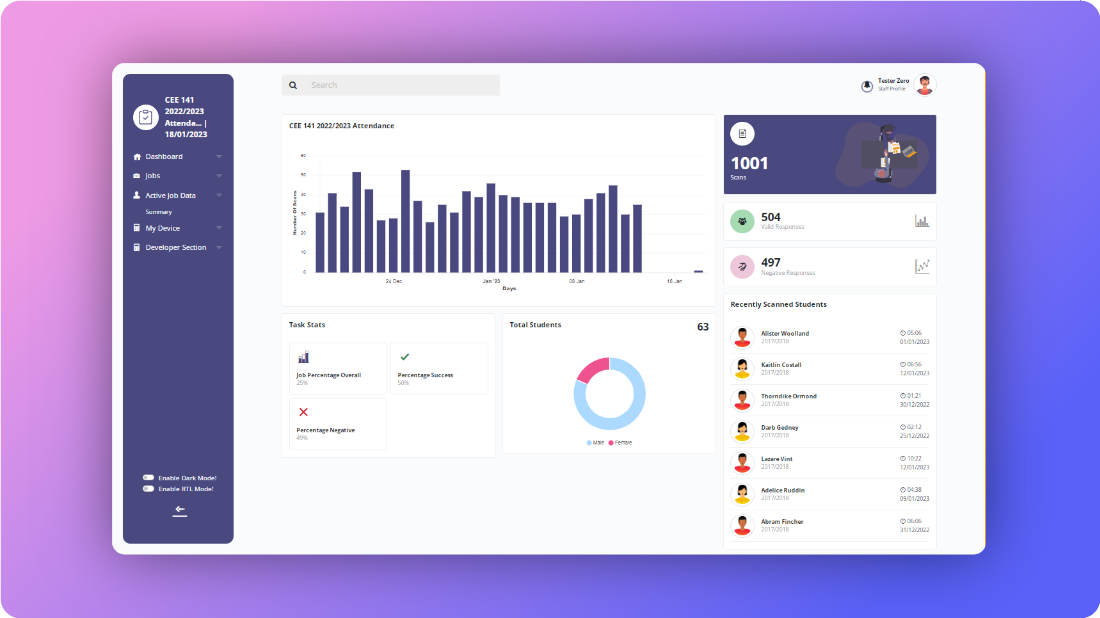 CEE 141
2022/2023
Attenda... |
18/01/2023
Dashboard
Jobs
Active Job Data
Summary
My Device
Developer Section
Enable Dark Mode!
Enable RTL Mode!
Search
Tester Zero
Staff Profile
CEE 141 2022/2023 Attendance
Number Of Scans
60
50
40
30
20
10
0
24 Dec
Jan '23
08 Jan
16 Jan
Days
1001
Scans
504
Valid Responses
497
Negative Responses
Task Stats
Job Percentage Overall
25%
Percentage Success
50%
Percentage Negative
49%
Total Students
63
Male
Female
Recently Scanned Students
Alister Woolland
2017/2018
05:06
01/01/2023
Kaitlin Costall
2017/2018
06:56
12/01/2023
Thorndike Ormond
2017/2018
01:21
30/12/2022
Darb Gedney
2017/2018
02:12
25/12/2022
Lazare Vint
2017/2018
10:22
12/01/2023
Adelice Ruddin
2017/2018
04:38
09/01/2023
Abram Fincher
2017/2018
06:06
31/12/2022